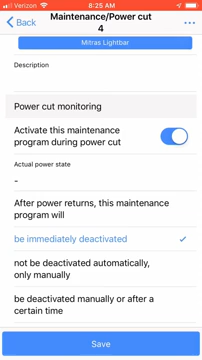 Verizon
8:25 AM
Back
Maintenance/Power cut
4
Mitras Lightbar
Description
Power cut monitoring
Activate this maintenance
program during power cut
Actual power state
-
After power returns, this maintenance
program will
be immediately deactivated
not be deactivated automatically,
only manually
be deactivated manually or after a
certain time
Save